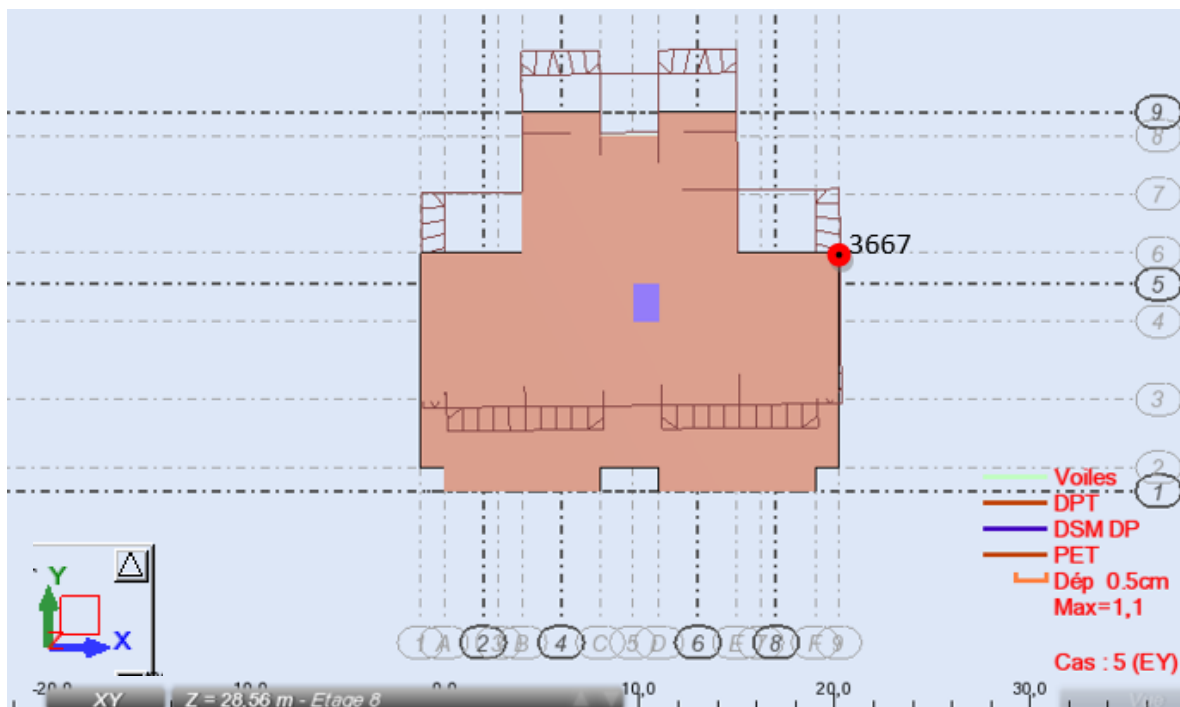 9
8
7
6
3667
5
4
3
2
1
Voiles
DPT
DSM DP
PET
Dép 0.5cm
Max=1,1
Cas : 5 (EY)
Y
X
1 A 2 3 B 4 C 5 D 6 E 7 8 F 9
-20,0 0,0 10,0 20,0 30,0
XY Z = 28.56 m - Etage 8